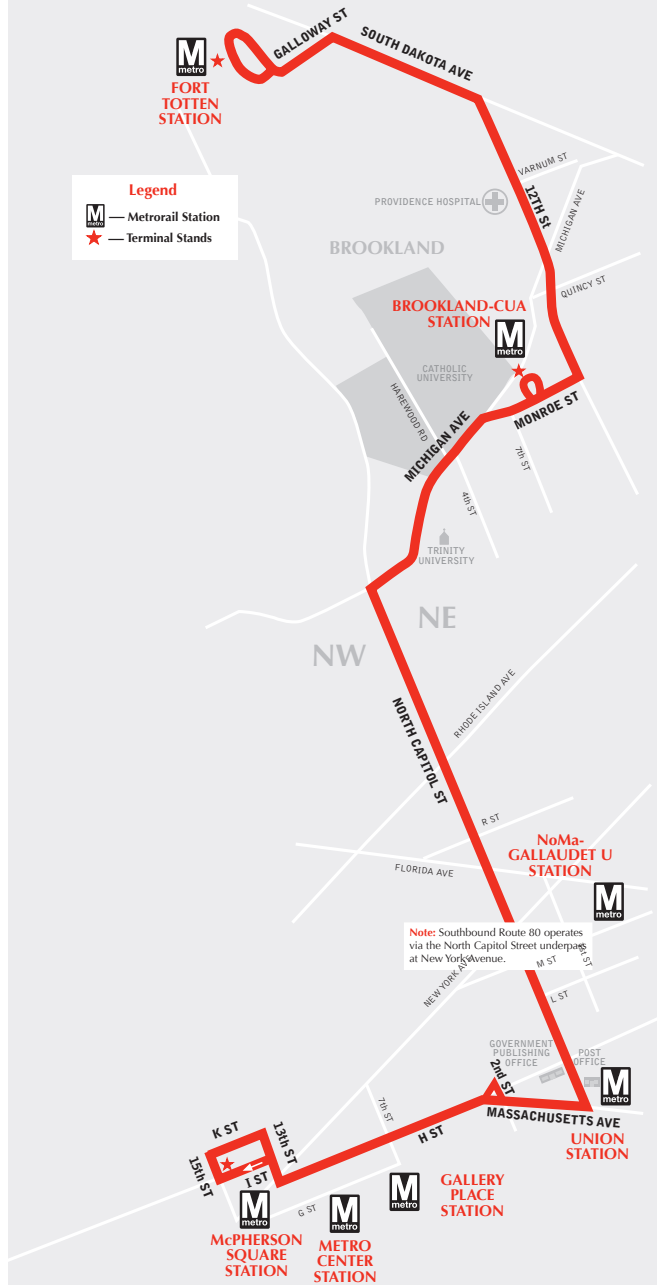 GALLOWAY ST
SOUTH DAKOTA AVE
M
metro
FORT
TOTTEN
STATION
VARNUM ST
Legend
M
metro
— Metrorail Station
— Terminal Stands
12TH St
MICHIGAN AVE
PROVIDENCE HOSPITAL
BROOKLAND
QUINCY ST
BROOKLAND-CUA
STATION
M
metro
CATHOLIC
UNIVERSITY
HAREWOOD RD
MONROE ST
MICHIGAN AVE
7th ST
4th ST
TRINITY
UNIVERSITY
NE
NW
RHODE ISLAND AVE
NORTH CAPITOL ST
R ST
NoMa-
GALLAUDET U
STATION
FLORIDA AVE
M
metro
Note: Southbound Route 80 operates
via the North Capitol Street underpass
at New York Avenue.
NEW YORK AVE
M ST
1st ST
L ST
GOVERNMENT
PUBLISHING
OFFICE
POST
OFFICE
2nd ST
M
metro
MASSACHUSETTS AVE
UNION
STATION
7th ST
H ST
K ST
13th ST
15th ST
I ST
G ST
M
metro
GALLERY
PLACE
STATION
M
metro
McPHERSON
SQUARE
STATION
M
metro
METRO
CENTER
STATION